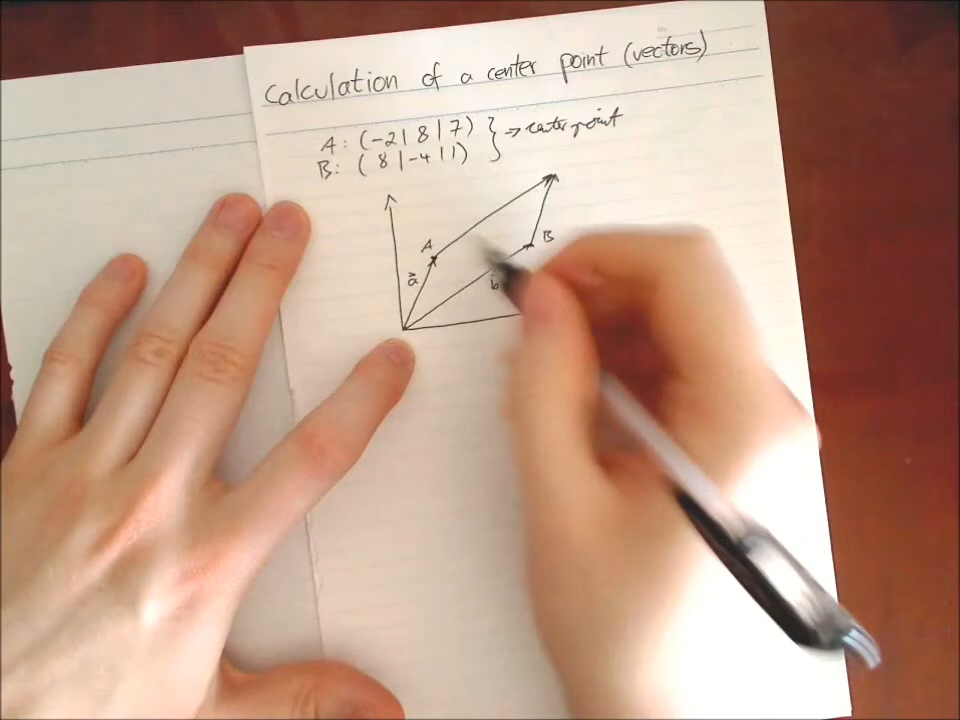 Calculation of a center point (vectors)
A: (-2|8|7) } → center point
B: (8|-4|1)
A
B
a⃗
b⃗